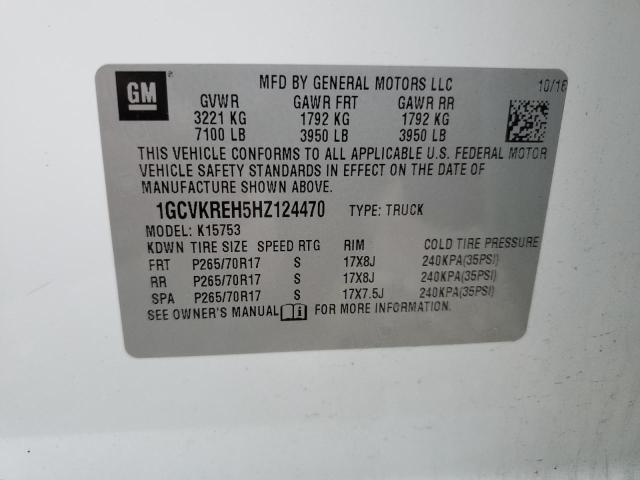 GM
MFD BY GENERAL MOTORS LLC 10/16
GVWR GAWR FRT GAWR RR
3221 KG 1792 KG 1792 KG
7100 LB 3950 LB 3950 LB
THIS VEHICLE CONFORMS TO ALL APPLICABLE U.S. FEDERAL MOTOR
VEHICLE SAFETY STANDARDS IN EFFECT ON THE DATE OF
MANUFACTURE SHOWN ABOVE.
1GCVKREH5HZ124470 TYPE: TRUCK
MODEL: K15753
KDWN TIRE SIZE SPEED RTG RIM COLD TIRE PRESSURE
FRT P265/70R17 S 17X8J 240KPA(35PSI)
RR P265/70R17 S 17X8J 240KPA(35PSI)
SPA P265/70R17 S 17X7.5J 240KPA(35PSI)
SEE OWNER'S MANUAL FOR MORE INFORMATION.